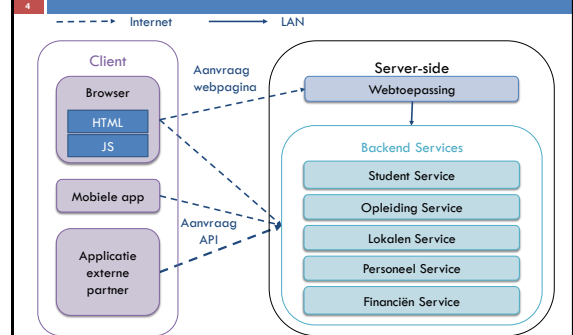 4
Internet
LAN
Client
Browser
HTML
JS
Mobiele app
Applicatie
externe
partner
Aanvraag
webpagina
Aanvraag
API
Server-side
Webtoepassing
Backend Services
Student Service
Opleiding Service
Lokalen Service
Personeel Service
Financiën Service